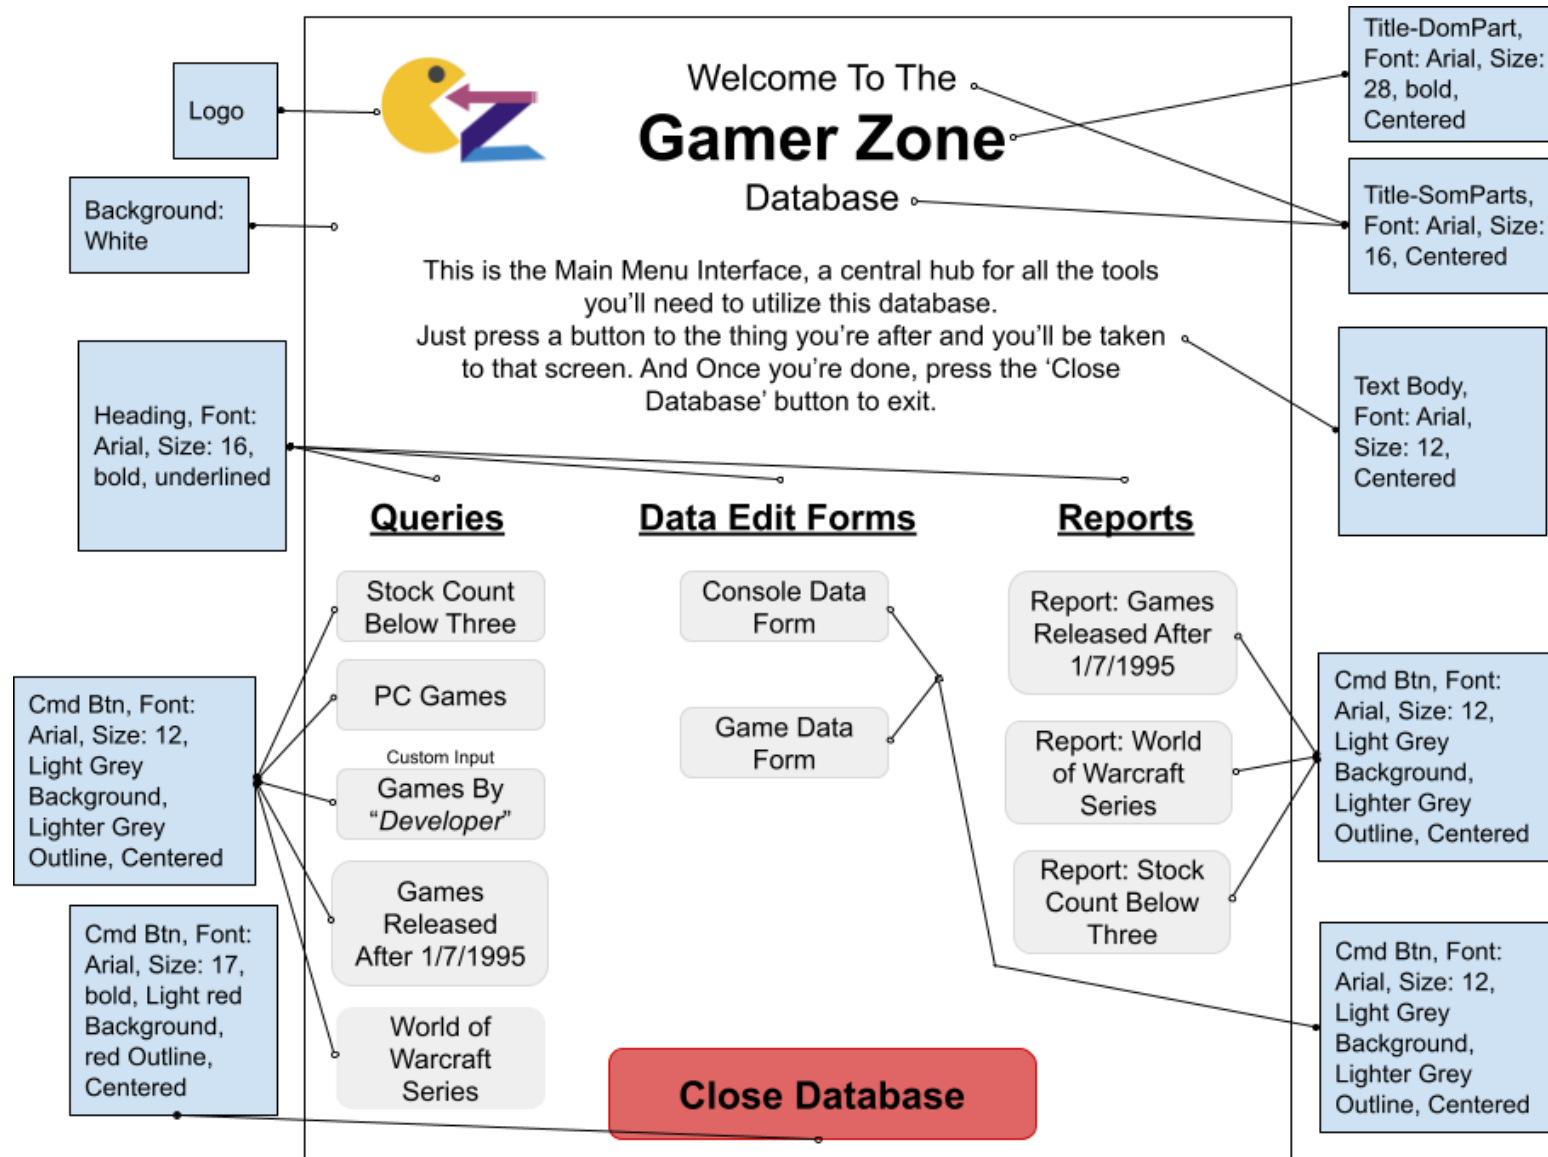 Logo
Background:
White
Heading, Font:
Arial, Size: 16,
bold, underlined
Cmd Btn, Font:
Arial, Size: 12,
Light Grey
Background,
Lighter Grey
Outline, Centered
Cmd Btn, Font:
Arial, Size: 17,
bold, Light red
Background,
red Outline,
Centered
Welcome To The
Gamer Zone
Database
This is the Main Menu Interface, a central hub for all the tools
you’ll need to utilize this database.
Just press a button to the thing you’re after and you’ll be taken
to that screen. And Once you’re done, press the ‘Close
Database’ button to exit.
Queries
Stock Count
Below Three
PC Games
Custom Input
Games By
“Developer”
Games
Released
After 1/7/1995
World of
Warcraft
Series
Data Edit Forms
Console Data
Form
Game Data
Form
Reports
Report: Games
Released After
1/7/1995
Report: World
of Warcraft
Series
Report: Stock
Count Below
Three
Close Database
Title-DomPart,
Font: Arial, Size:
28, bold,
Centered
Title-SomParts,
Font: Arial, Size:
16, Centered
Text Body,
Font: Arial,
Size: 12,
Centered
Cmd Btn, Font:
Arial, Size: 12,
Light Grey
Background,
Lighter Grey
Outline, Centered
Cmd Btn, Font:
Arial, Size: 12,
Light Grey
Background,
Lighter Grey
Outline, Centered